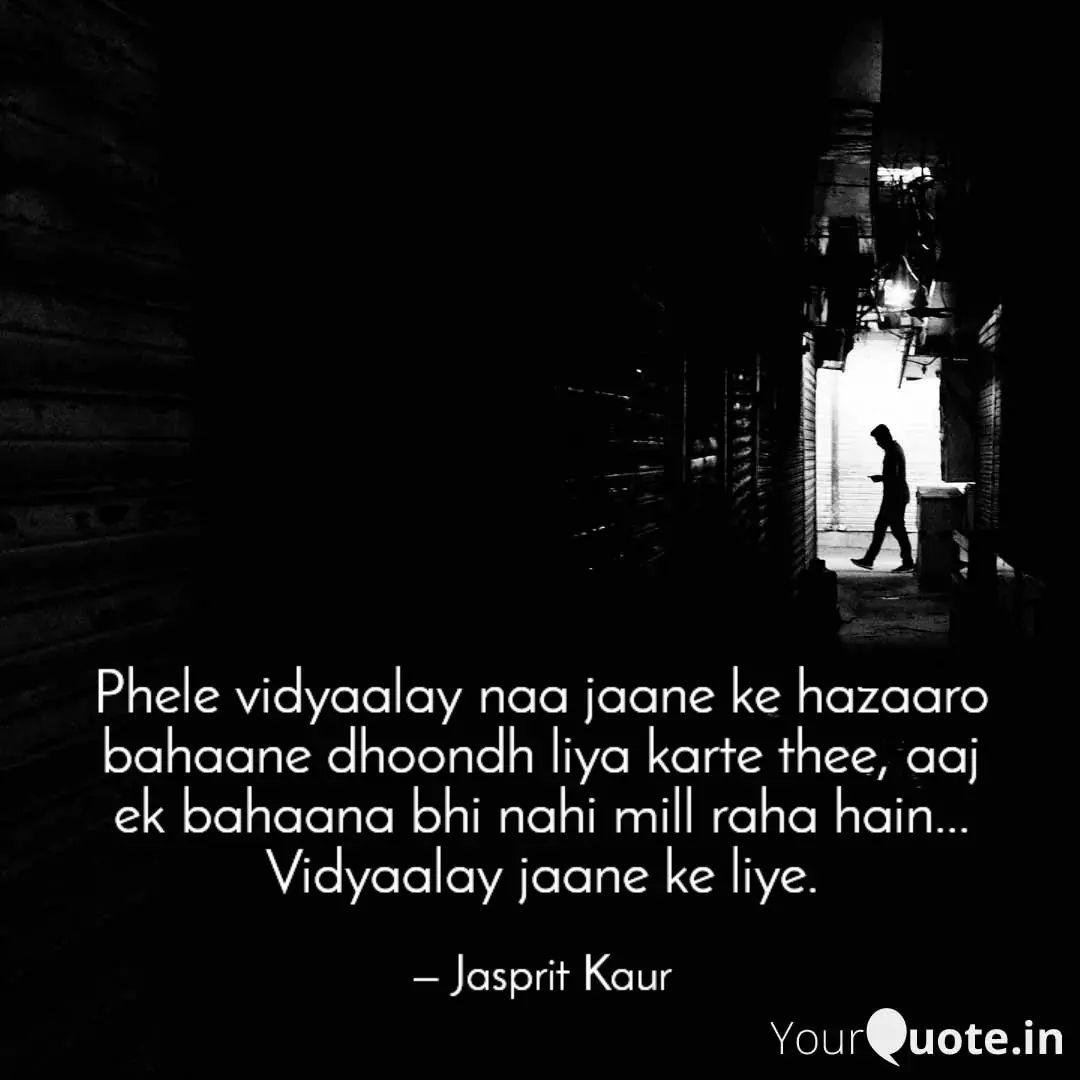 Phele vidyaalay naa jaane ke hazaaro
bahaane dhoondh liya karte thee, aaj
ek bahaana bhi nahi mill raha hain...
Vidyaalay jaane ke liye.
– Jasprit Kaur
YourQuote.in